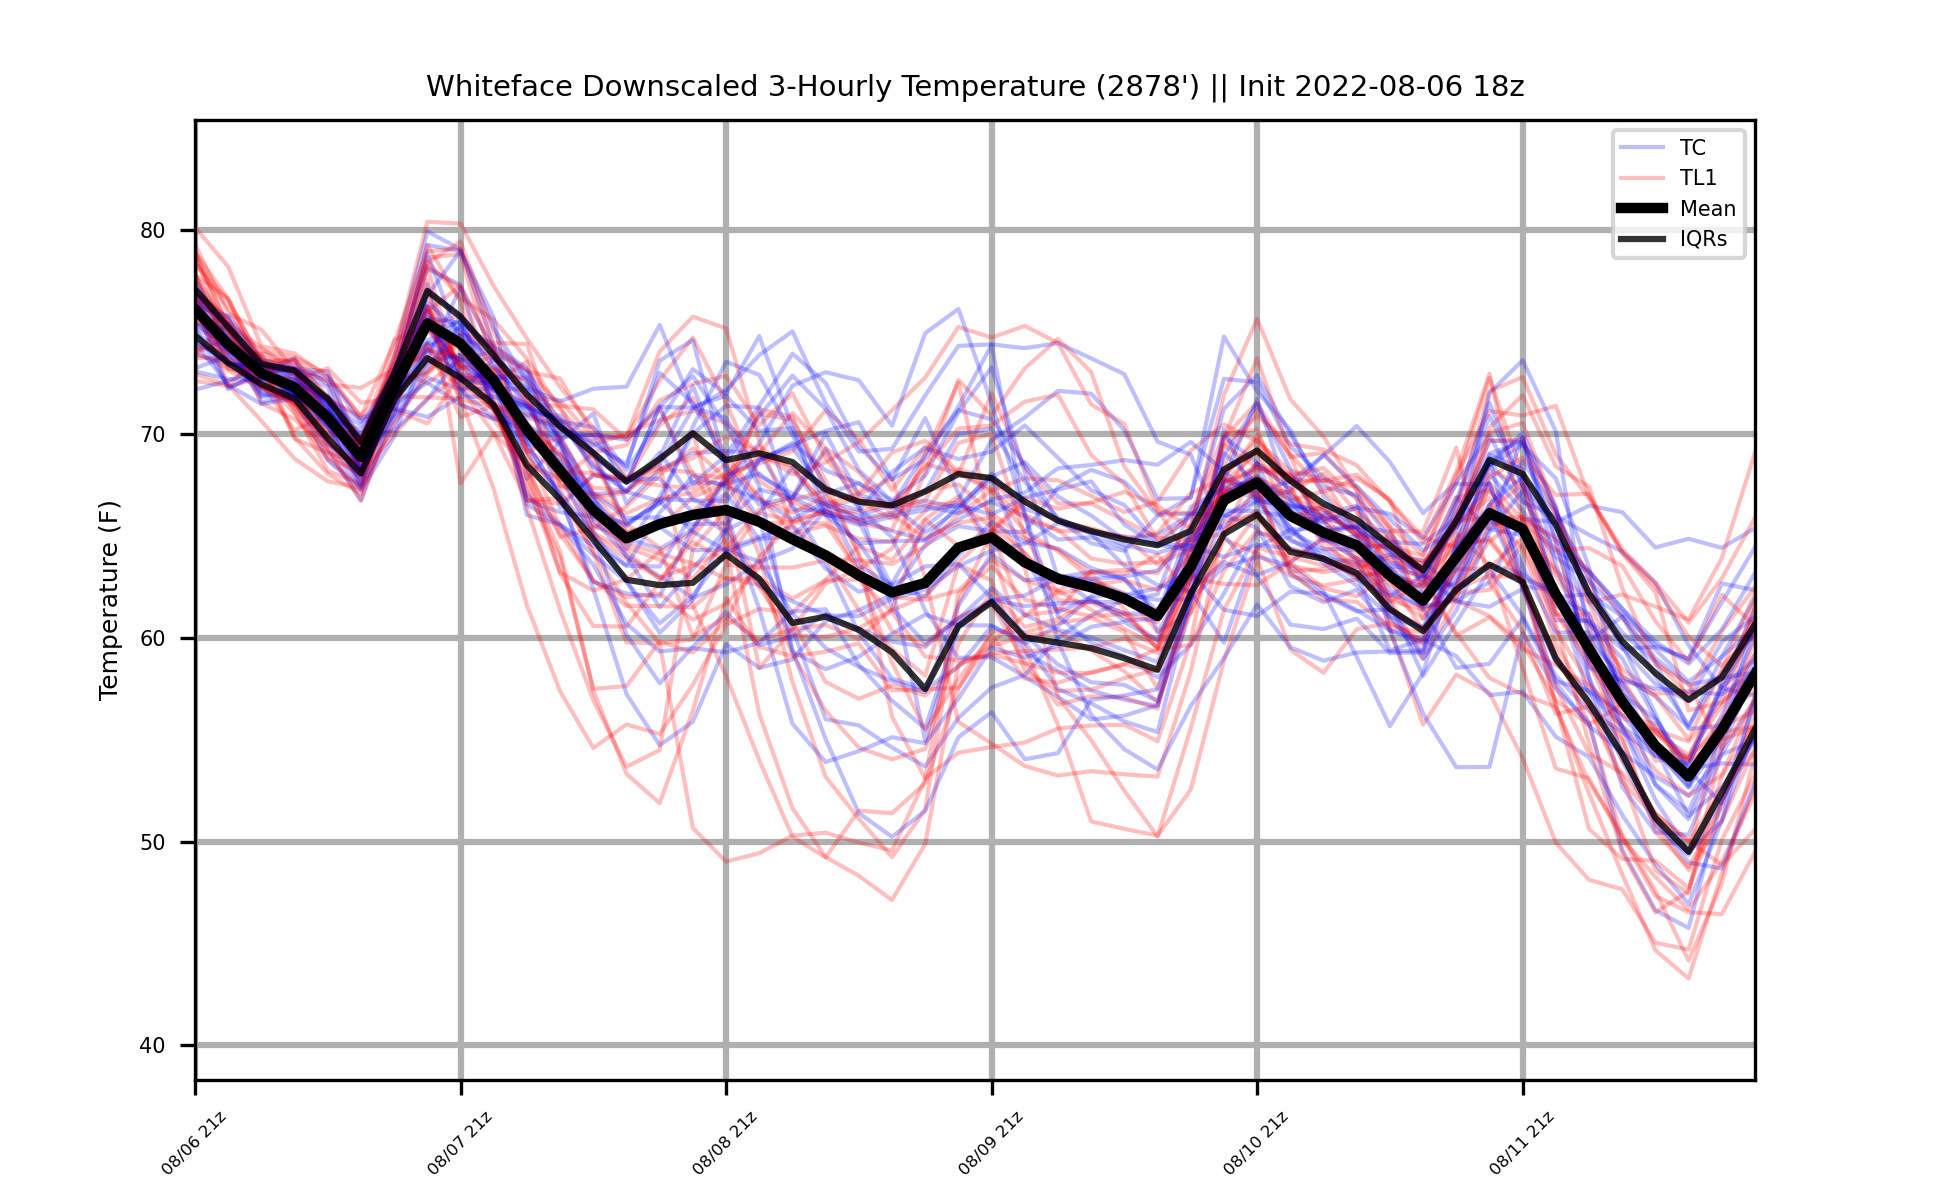 Whiteface Downscaled 3-Hourly Temperature (2878') || Init 2022-08-06 18z
TC
TL1
Mean
IQRs
Temperature (F)
80
70
60
50
40
08/06 21z
08/07 21z
08/08 21z
08/09 21z
08/10 21z
08/11 21z